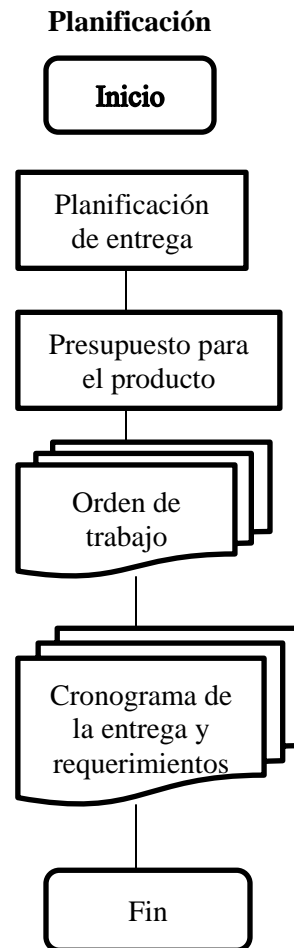 Planificación
Inicio
Planificación
de entrega
Presupuesto para
el producto
Orden de
trabajo
Cronograma de
la entrega y
requerimientos
Fin